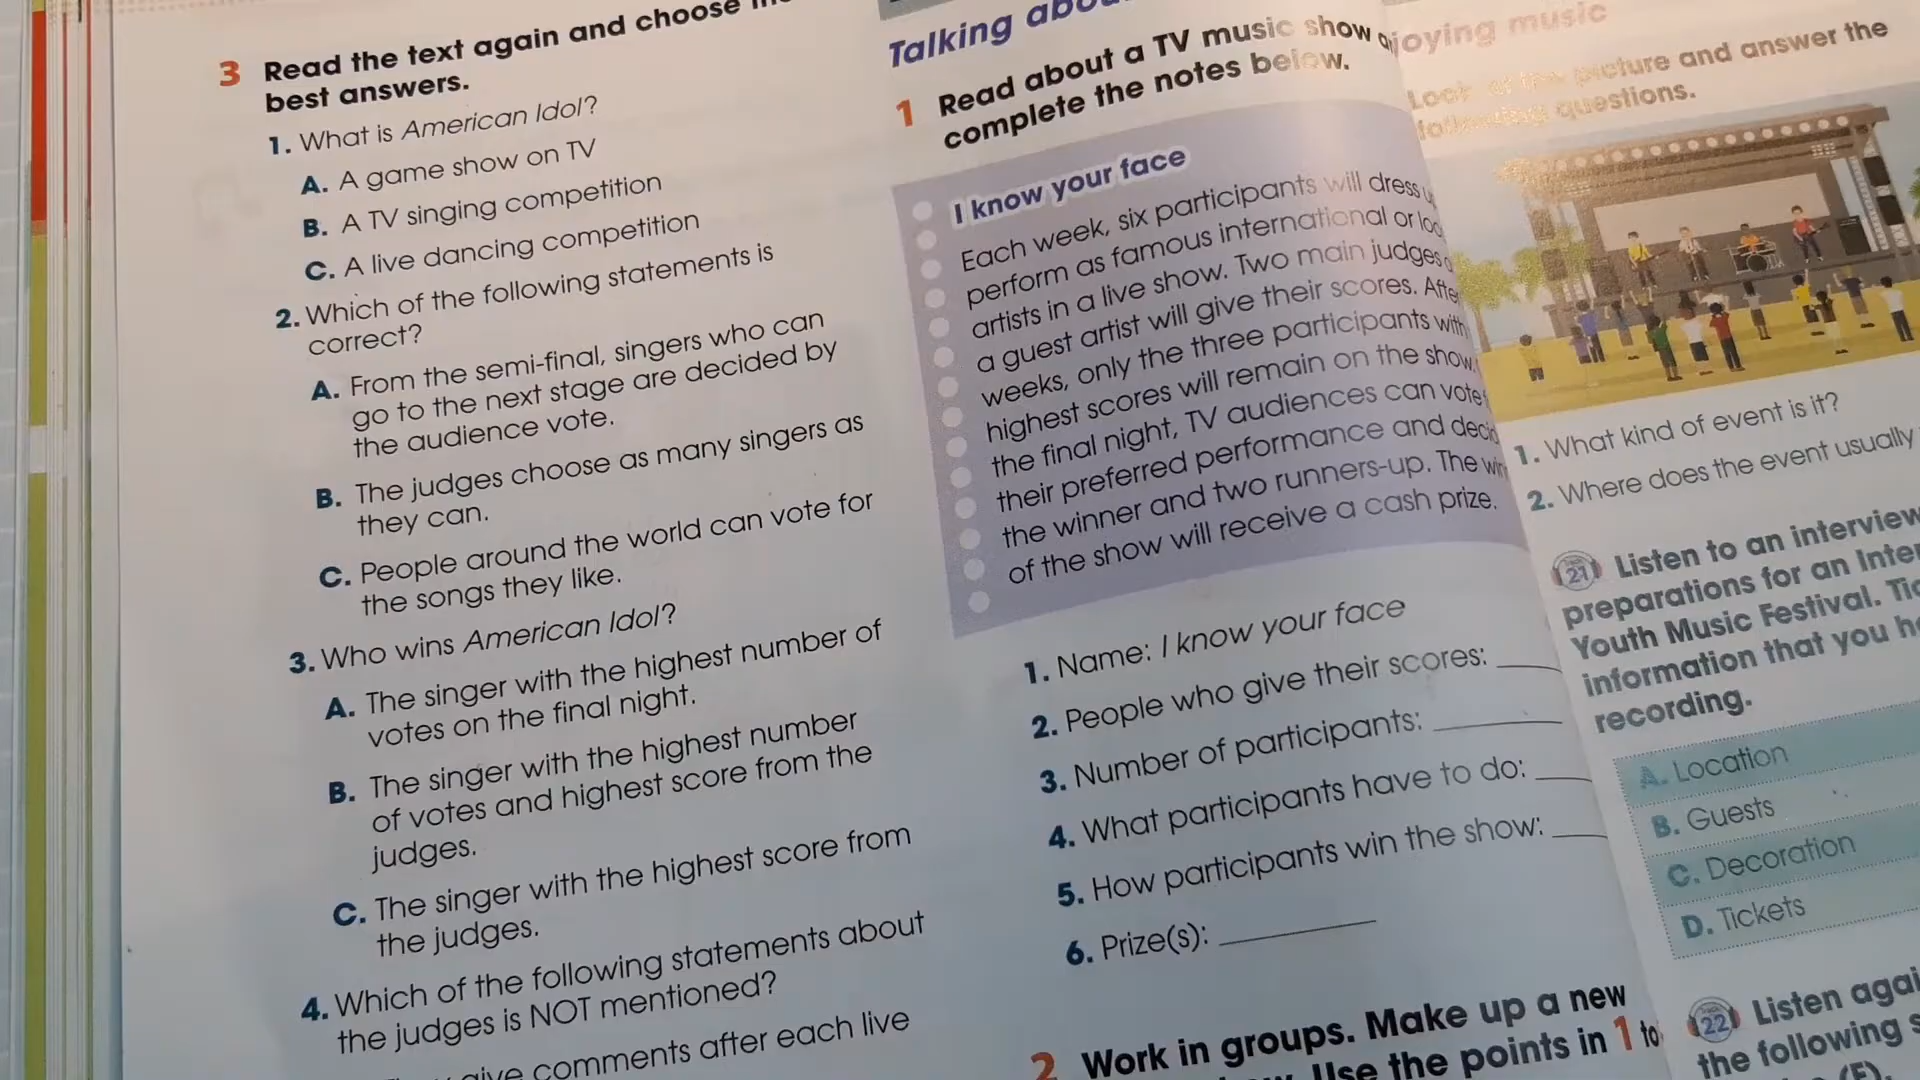 3 Read the text again and choose
best answers.
1. What is American Idol?
A. A game show on TV
B. A TV singing competition
C. A live dancing competition
2. Which of the following statements is
correct?
A. From the semi-final, singers who can
go to the next stage are decided by
the audience vote.
B. The judges choose as many singers as
they can.
C. People around the world can vote for
the songs they like.
3. Who wins American Idol?
A. The singer with the highest number of
votes on the final night.
B. The singer with the highest number
of votes and highest score from the
judges.
C. The singer with the highest score from
the judges.
4. Which of the following statements about
the judges is NOT mentioned?
give comments after each live
Talking
1 Read about a TV music show
complete the notes below.
I know your face
Each week, six participants will dress
perform as famous international or
artists in a live show. Two main judges
a guest artist will give their scores.
weeks, only the three participants with
highest scores will remain on the show.
the final night, TV audiences can vote
their preferred performance and
the winner and two runners-up. The
of the show will receive a cash prize.
1. Name: I know your face
2. People who give their scores:
3. Number of participants:
4. What participants have to do:
5. How participants win the show:
6. Prize(s):
2 Work in groups. Make up a new
Use the points in 1 to
joying music
Look at the picture and answer the
following questions.
1. What kind of event is it?
2. Where does the event usually
21 Listen to an interview
preparations for an
Youth Music Festival.
information that you
recording.
A. Location
B. Guests
C. Decoration
D. Tickets
22 Listen
the following